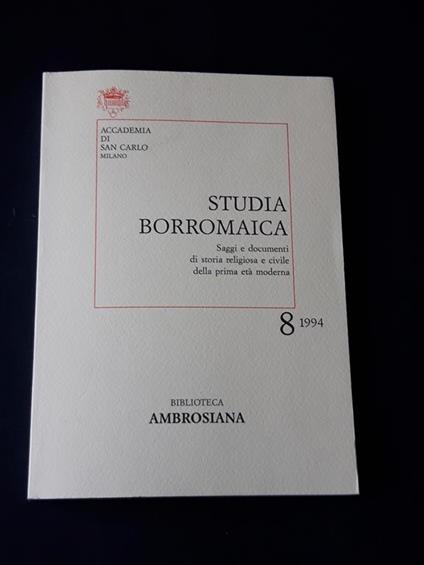 ACCADEMIA
DI
SAN CARLO
MILANO
STUDIA
BORROMAICA
Saggi e documenti
di storia religiosa e civile
della prima età moderna
8 1994
BIBLIOTECA
AMBROSIANA